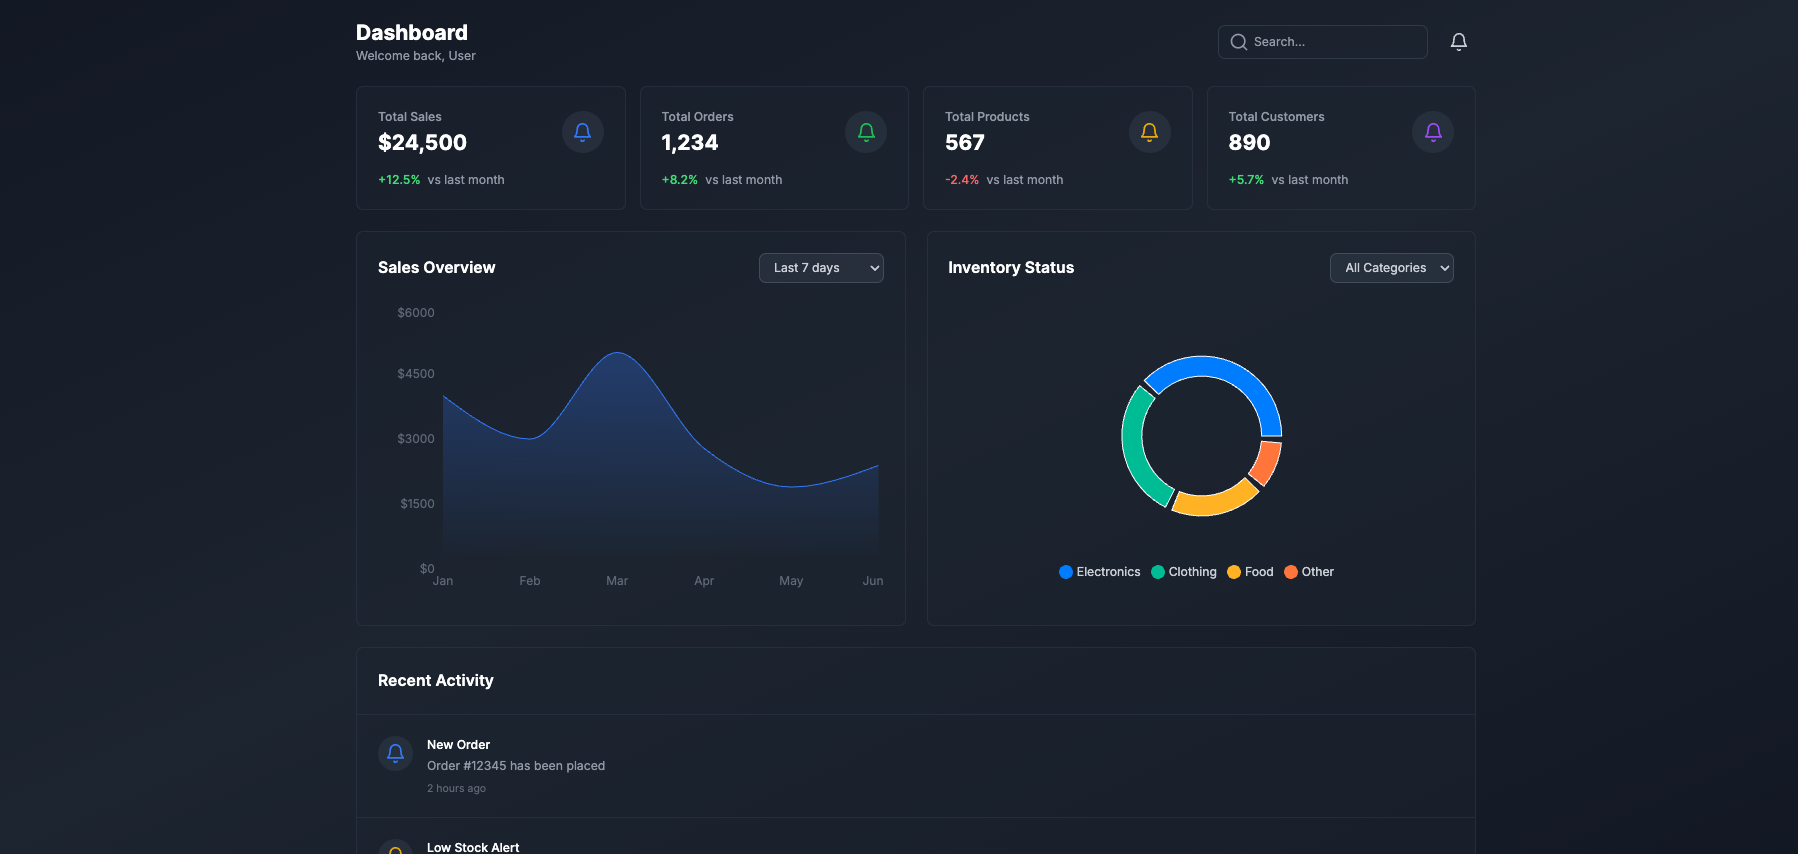 Dashboard
Welcome back, User
Search...
Total Sales
$24,500
+12.5% vs last month
Total Orders
1,234
+8.2% vs last month
Total Products
567
-2.4% vs last month
Total Customers
890
+5.7% vs last month
Sales Overview
Last 7 days
$6000
$4500
$3000
$1500
$0
Jan Feb Mar Apr May Jun
Inventory Status
All Categories
Electronics Clothing Food Other
Recent Activity
New Order
Order #12345 has been placed
2 hours ago
Low Stock Alert